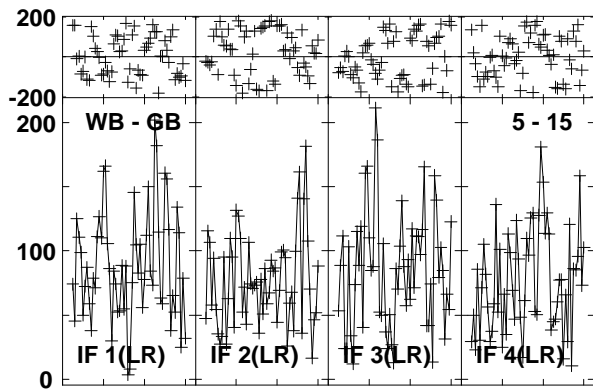 200
-200
200
WB - GB
5 - 15
100
IF 1(LR)
IF 2(LR)
IF 3(LR)
IF 4(LR)
0